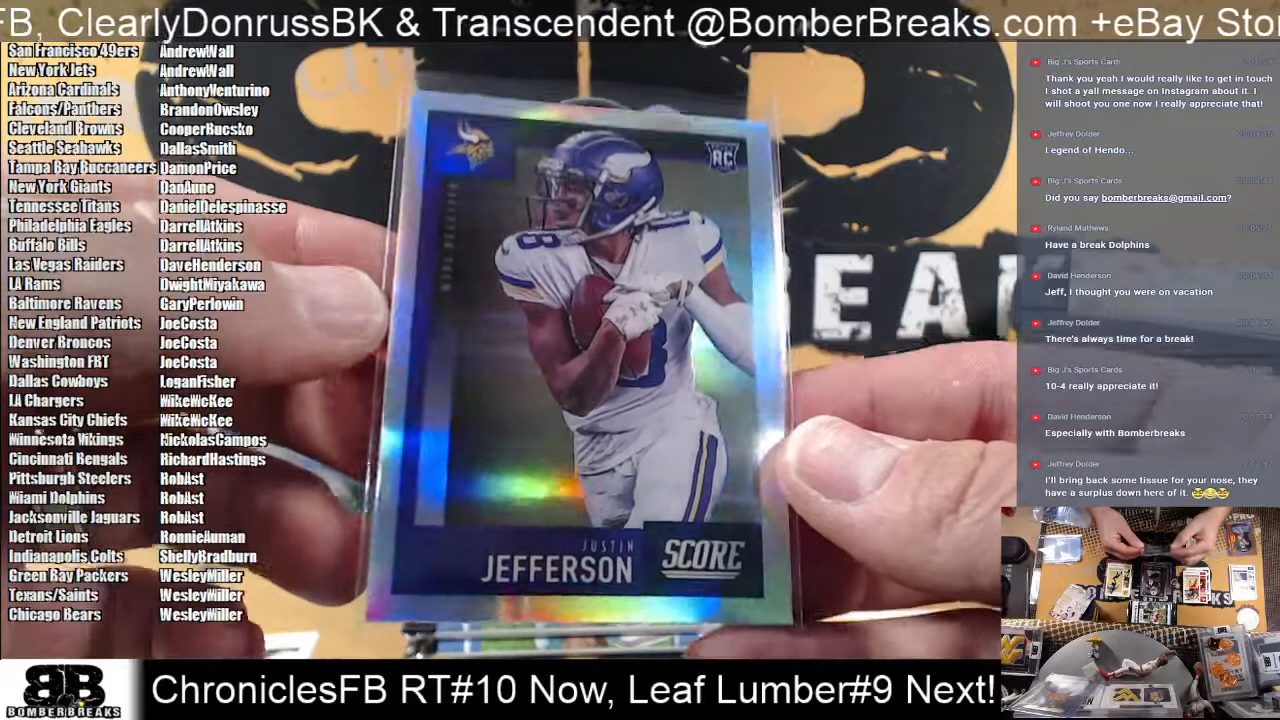 FB, ClearlyDonrussBK & Transcendent @BomberBreaks.com +eBay Sto
San Francisco 49ers AndrewWall
New York Jets AndrewWall
Arizona Cardinals AnthonyVenturino
Falcons/Panthers BrandonOwsley
Cleveland Browns CooperBucsko
Seattle Seahawks DallasSmith
Tampa Bay Buccaneers DamonPrice
New York Giants DanAune
Tennessee Titans DanielDelespinasse
Philadelphia Eagles DarrellAtkins
Buffalo Bills DarrellAtkins
Las Vegas Raiders DaveHenderson
LA Rams DwightMiyakawa
Baltimore Ravens GaryPerlowin
New England Patriots JoeCosta
Denver Broncos JoeCosta
Washington FBT JoeCosta
Dallas Cowboys LoganFisher
LA Chargers MikeMcKee
Kansas City Chiefs MikeMcKee
Minnesota Vikings NickolasCampos
Cincinnati Bengals RichardHastings
Pittsburgh Steelers RobAst
Miami Dolphins RobAst
Jacksonville Jaguars RobAst
Detroit Lions RonnieAuman
Indianapolis Colts ShellyBradburn
Green Bay Packers WesleyMiller
Texans/Saints WesleyMiller
Chicago Bears WesleyMiller
RC
18
JUSTIN
JEFFERSON
SCORE
BEA
Big J's Sports Cards
Thank you yeah I would really like to get in touch
I shot a yall message on Instagram about it. I
will shoot you one now I really appreciate that!
Jeffrey Dolder
Legend of Hendo...
Big J's Sports Cards
Did you say bomberbreaks@gmail.com?
Ryland Mathews
Have a break Dolphins
David Henderson
Jeff, I thought you were on vacation
Jeffrey Dolder
There's always time for a break!
Big J's Sports Cards
10-4 really appreciate it!
David Henderson
Especially with Bomberbreaks
Jeffrey Dolder
I'll bring back some tissue for your nose, they
have a surplus down here of it. 🤣😂🤣
BB
BOMBERBREAKS
ChroniclesFB RT#10 Now, Leaf Lumber#9 Next!